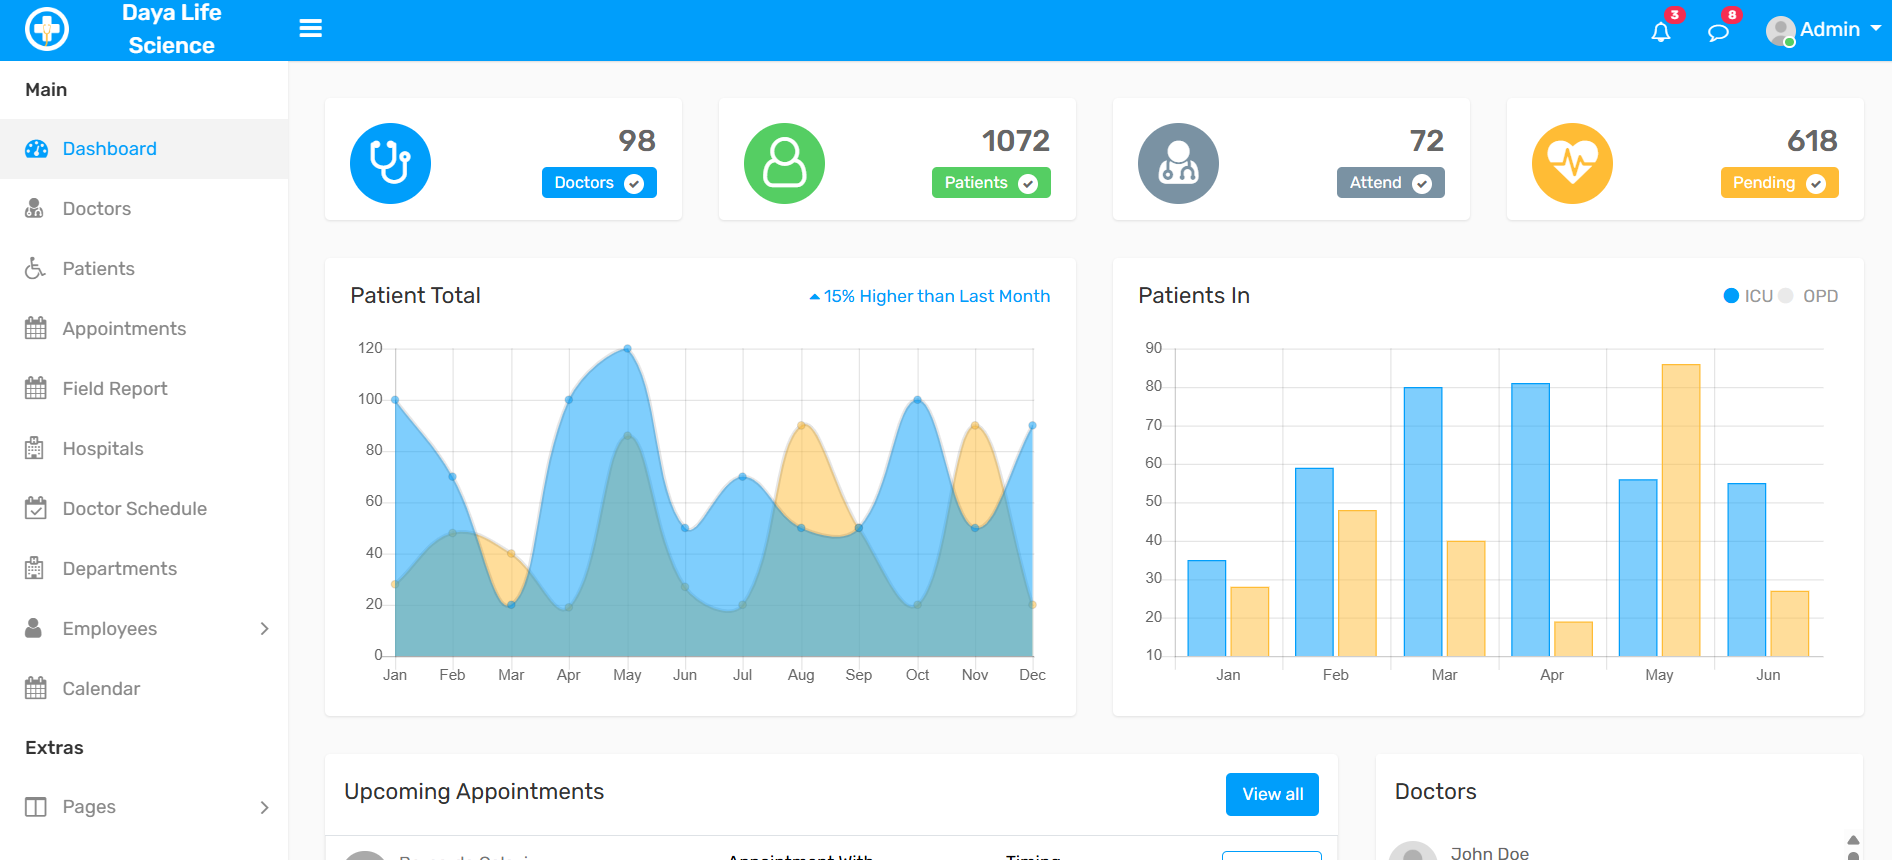 Daya Life
Science
3
8
Admin
Main
Dashboard
Doctors
Patients
Appointments
Field Report
Hospitals
Doctor Schedule
Departments
Employees
Calendar
Extras
Pages
98
Doctors
1072
Patients
72
Attend
618
Pending
Patient Total
15% Higher than Last Month
120
100
80
60
40
20
0
Jan Feb Mar Apr May Jun Jul Aug Sep Oct Nov Dec
Patients In
ICU OPD
90
80
70
60
50
40
30
20
10
Jan Feb Mar Apr May Jun
Upcoming Appointments
View all
Appointment With
Timing
Doctors
John Doe